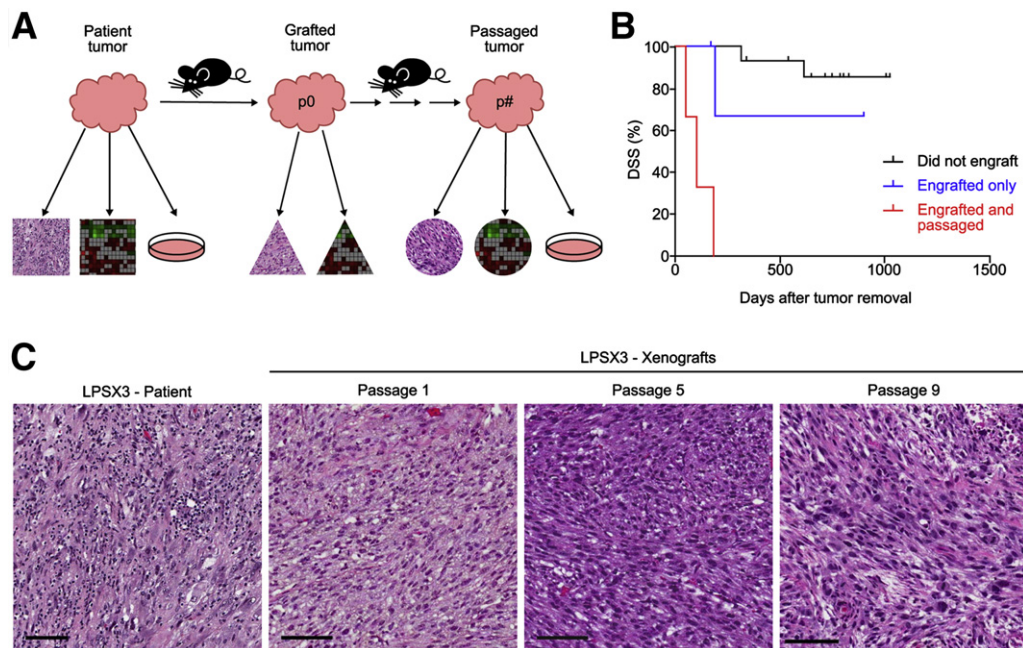 A
Patient
tumor
Grafted
tumor
Passaged
tumor
p0
p#
B
100
80
60
40
20
0
DSS (%)
0
500
1000
1500
Days after tumor removal
Did not engraft
Engrafted only
Engrafted and
passaged
C
LPSX3 - Xenografts
LPSX3 - Patient
Passage 1
Passage 5
Passage 9